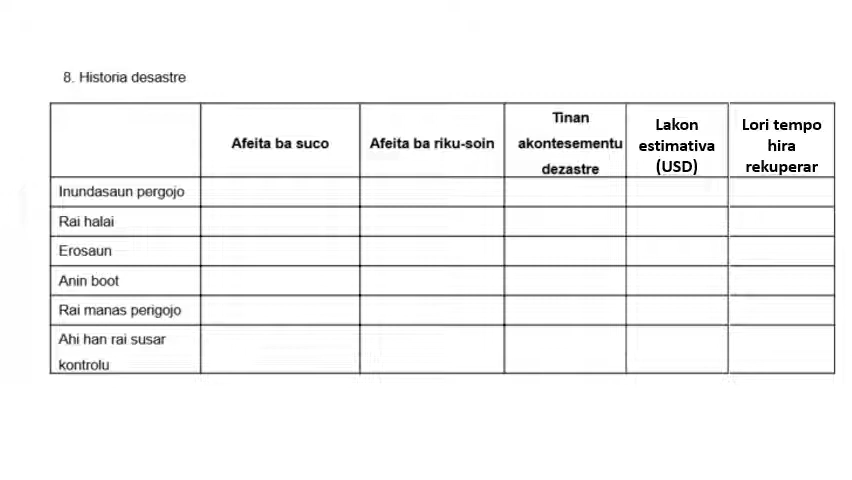 8. Historia desastre
Afeita ba suco
Afeita ba riku-soin
Tinan
akontesementu
dezastre
Lakon
estimativa
(USD)
Lori tempo
hira
rekuperar
Inundasaun pergojo
Rai halai
Erosaun
Anin boot
Rai manas perigojo
Ahi han rai susar
kontrolu